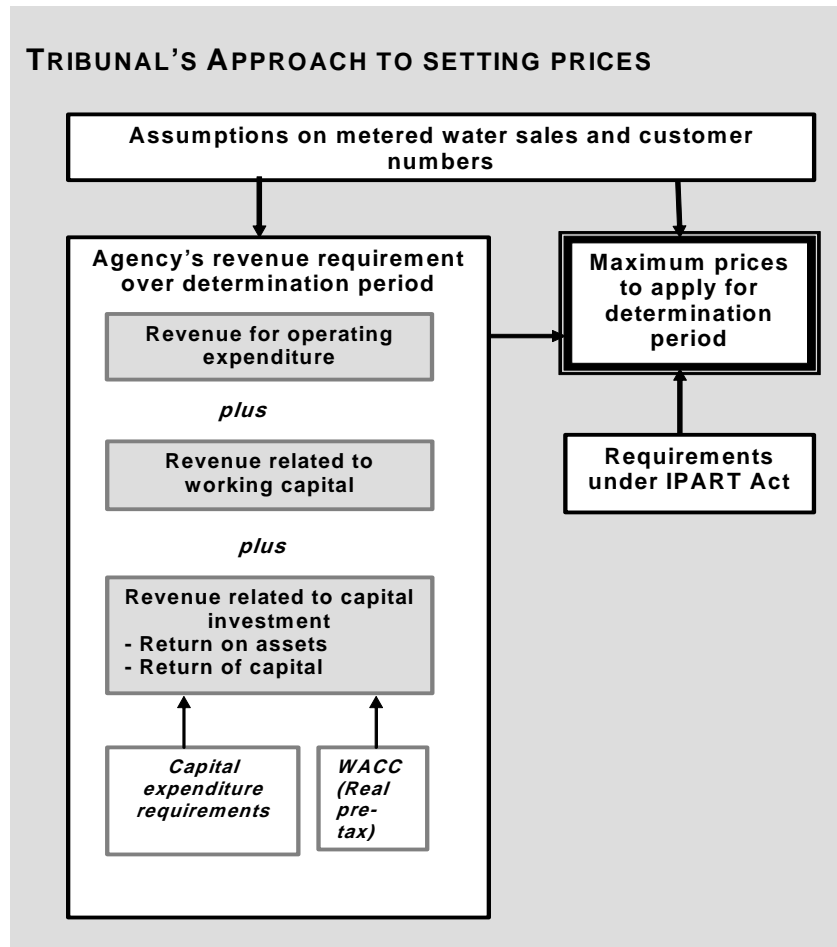 TRIBUNAL'S APPROACH TO SETTING PRICES
Assumptions on metered water sales and customer
numbers
Agency's revenue requirement
over determination period
Revenue for operating
expenditure
plus
Revenue related to
working capital
plus
Revenue related to capital
investment
- Return on assets
- Return of capital
Capital
expenditure
requirements
WACC
(Real
pre-
tax)
Maximum prices
to apply for
determination
period
Requirements
under IPART Act